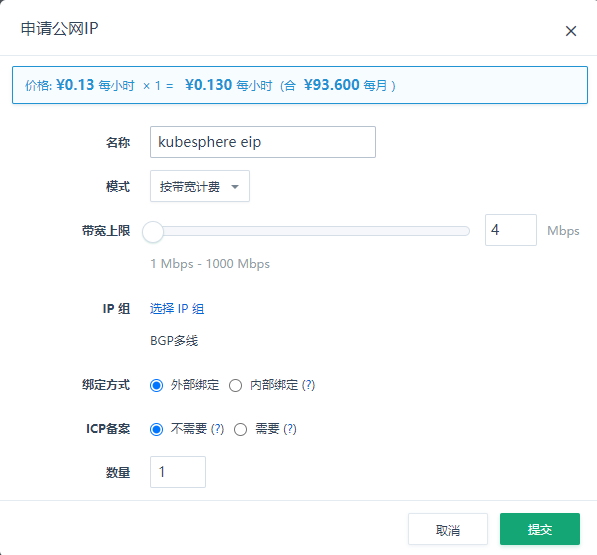 申请公网IP
价格: ¥0.13 每小时 × 1 = ¥0.130 每小时 (合 ¥93.600 每月 )
名称 kubesphere eip
模式 按带宽计费
带宽上限 4 Mbps
1 Mbps - 1000 Mbps
IP 组 选择 IP 组
BGP多线
绑定方式 外部绑定 内部绑定 (?)
ICP备案 不需要 (?) 需要 (?)
数量 1
取消 提交